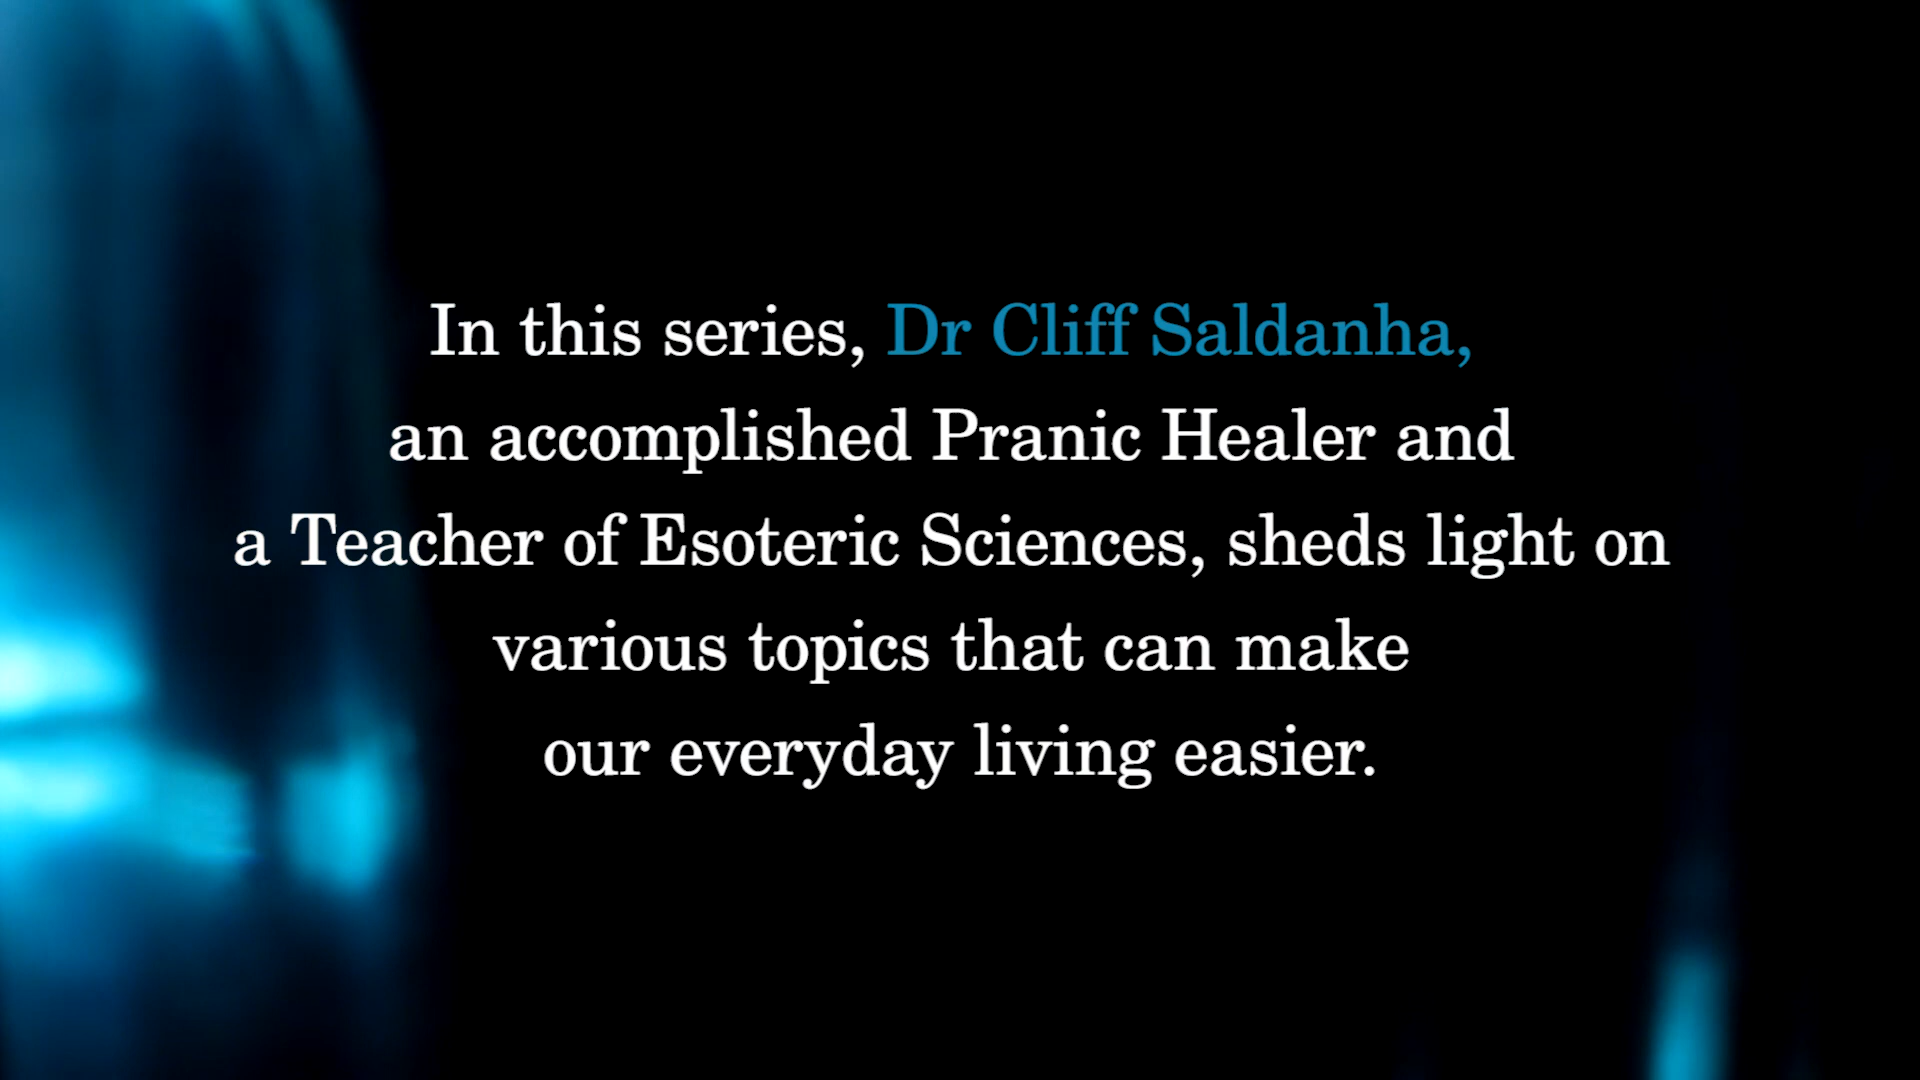 In this series, Dr Cliff Saldanha,
an accomplished Pranic Healer and
a Teacher of Esoteric Sciences, sheds light on
various topics that can make
our everyday living easier.